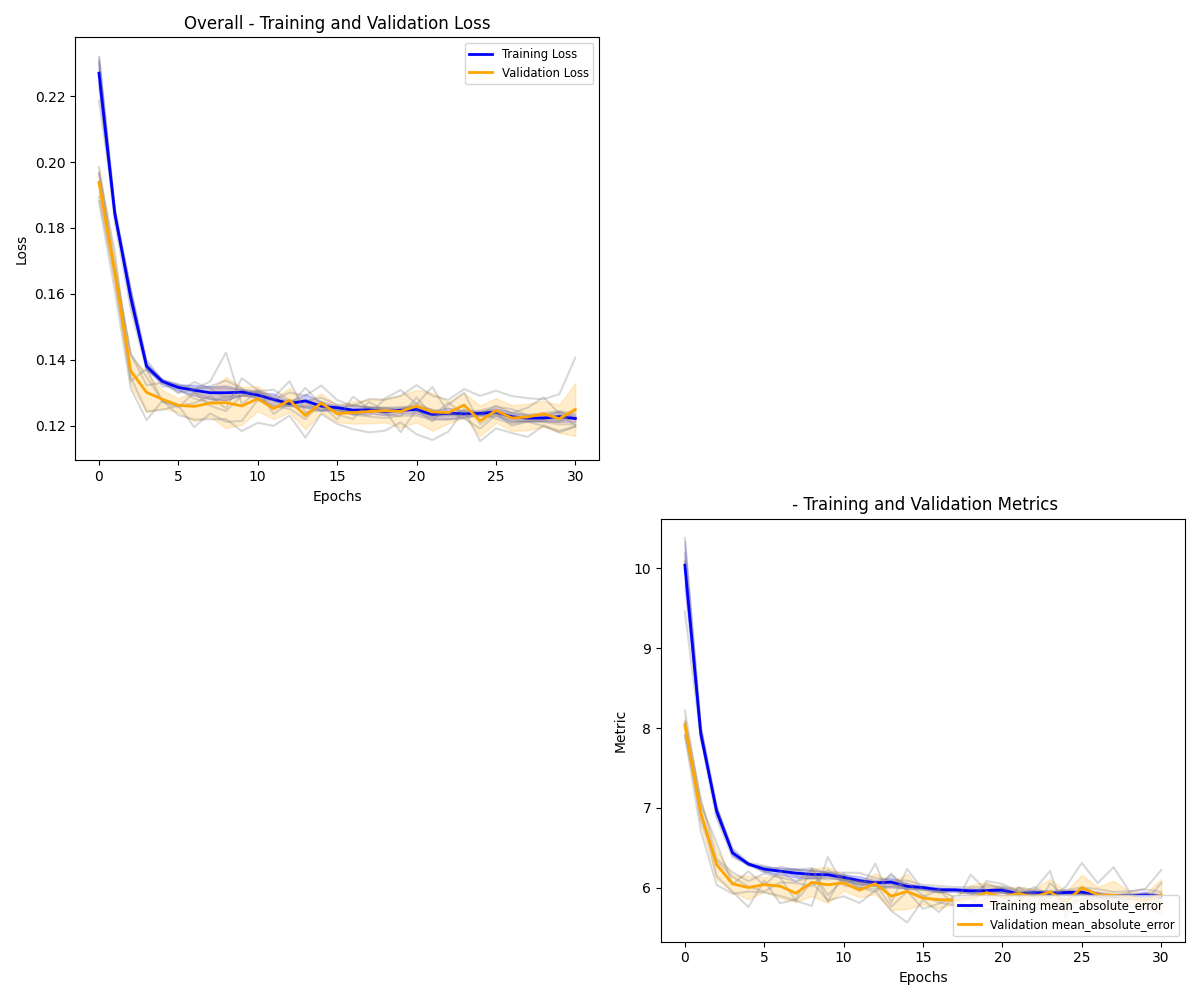 Overall - Training and Validation Loss
Training Loss
Validation Loss
0.22
0.20
0.18
0.16
0.14
0.12
Loss
0 5 10 15 20 25 30
Epochs
- Training and Validation Metrics
10
9
8
7
6
Metric
Training mean_absolute_error
Validation mean_absolute_error
0 5 10 15 20 25 30
Epochs